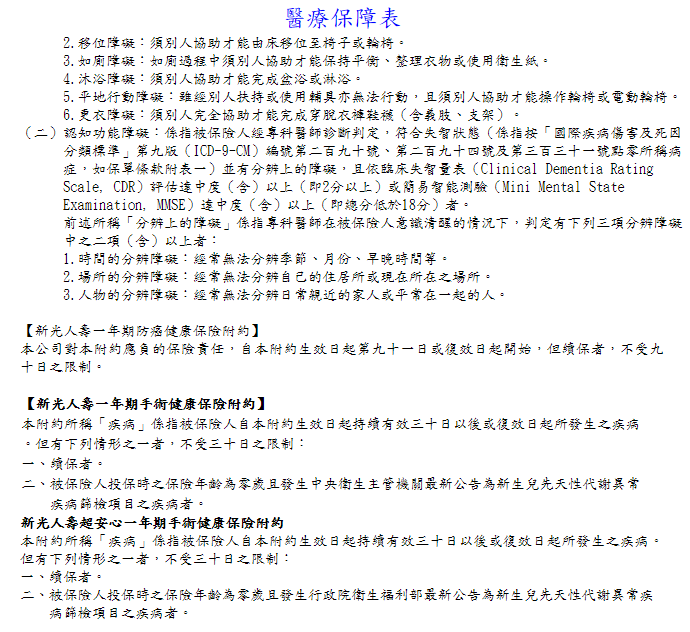 醫療保障表
2.移位障礙：須別人協助才能由床移位至椅子或輪椅。
3.如廁障礙：如廁過程中須別人協助才能保持平衡、整理衣物或使用衛生紙。
4.沐浴障礙：須別人協助才能完成盆浴或淋浴。
5.平地行動障礙：雖經別人扶持或使用輔具亦無法行動，且須別人協助才能操作輪椅或電動輪椅。
6.更衣障礙：須別人完全協助才能完成穿脫衣褲鞋襪（含義肢、支架）。
（二）認知功能障礙：係指被保險人經專科醫師診斷判定，符合失智狀態（係指按「國際疾病傷害及死因
分類標準」第九版（ICD-9-CM）編號第二百九十號、第二百九十四號及第三百三十一號點零所稱病
症，如保單條款附表一）並有分辨上的障礙，且依臨床失智量表（Clinical Dementia Rating
Scale, CDR）評估達中度（含）以上（即2分以上）或簡易智能測驗（Mini Mental State
Examination, MMSE）達中度（含）以上（即總分低於18分）者。
前述所稱「分辨上的障礙」係指專科醫師在被保險人意識清醒的情況下，判定有下列三項分辨障礙
中之二項（含）以上者：
1.時間的分辨障礙：經常無法分辨季節、月份、早晚時間等。
2.場所的分辨障礙：經常無法分辨自己的住居所或現在所在之場所。
3.人物的分辨障礙：經常無法分辨日常親近的家人或平常在一起的人。
【新光人壽一年期防癌健康保險附約】
本公司對本附約應負的保險責任，自本附約生效日起第九十一日或復效日起開始，但續保者，不受九
十日之限制。
【新光人壽一年期手術健康保險附約】
本附約所稱「疾病」係指被保險人自本附約生效日起持續有效三十日以後或復效日起所發生之疾病
。但有下列情形之一者，不受三十日之限制：
一、續保者。
二、被保險人投保時之保險年齡為零歲且發生中央衛生主管機關最新公告為新生兒先天性代謝異常
疾病篩檢項目之疾病者。
新光人壽超安心一年期手術健康保險附約
本附約所稱「疾病」係指被保險人自本附約生效日起持續有效三十日以後或復效日起所發生之疾病。
但有下列情形之一者，不受三十日之限制：
一、續保者。
二、被保險人投保時之保險年齡為零歲且發生行政院衛生福利部最新公告為新生兒先天性代謝異常疾
病篩檢項目之疾病者。